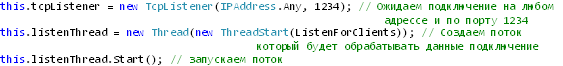 this.tcpListener = new TcpListener(IPAddress.Any, 1234); // Ожидаем подключение на любом
адрессе и по порту 1234
this.listenThread = new Thread(new ThreadStart(ListenForClients)); // Создаем поток
который будет обрабатывать данные подключение
this.listenThread.Start(); // запускаем поток